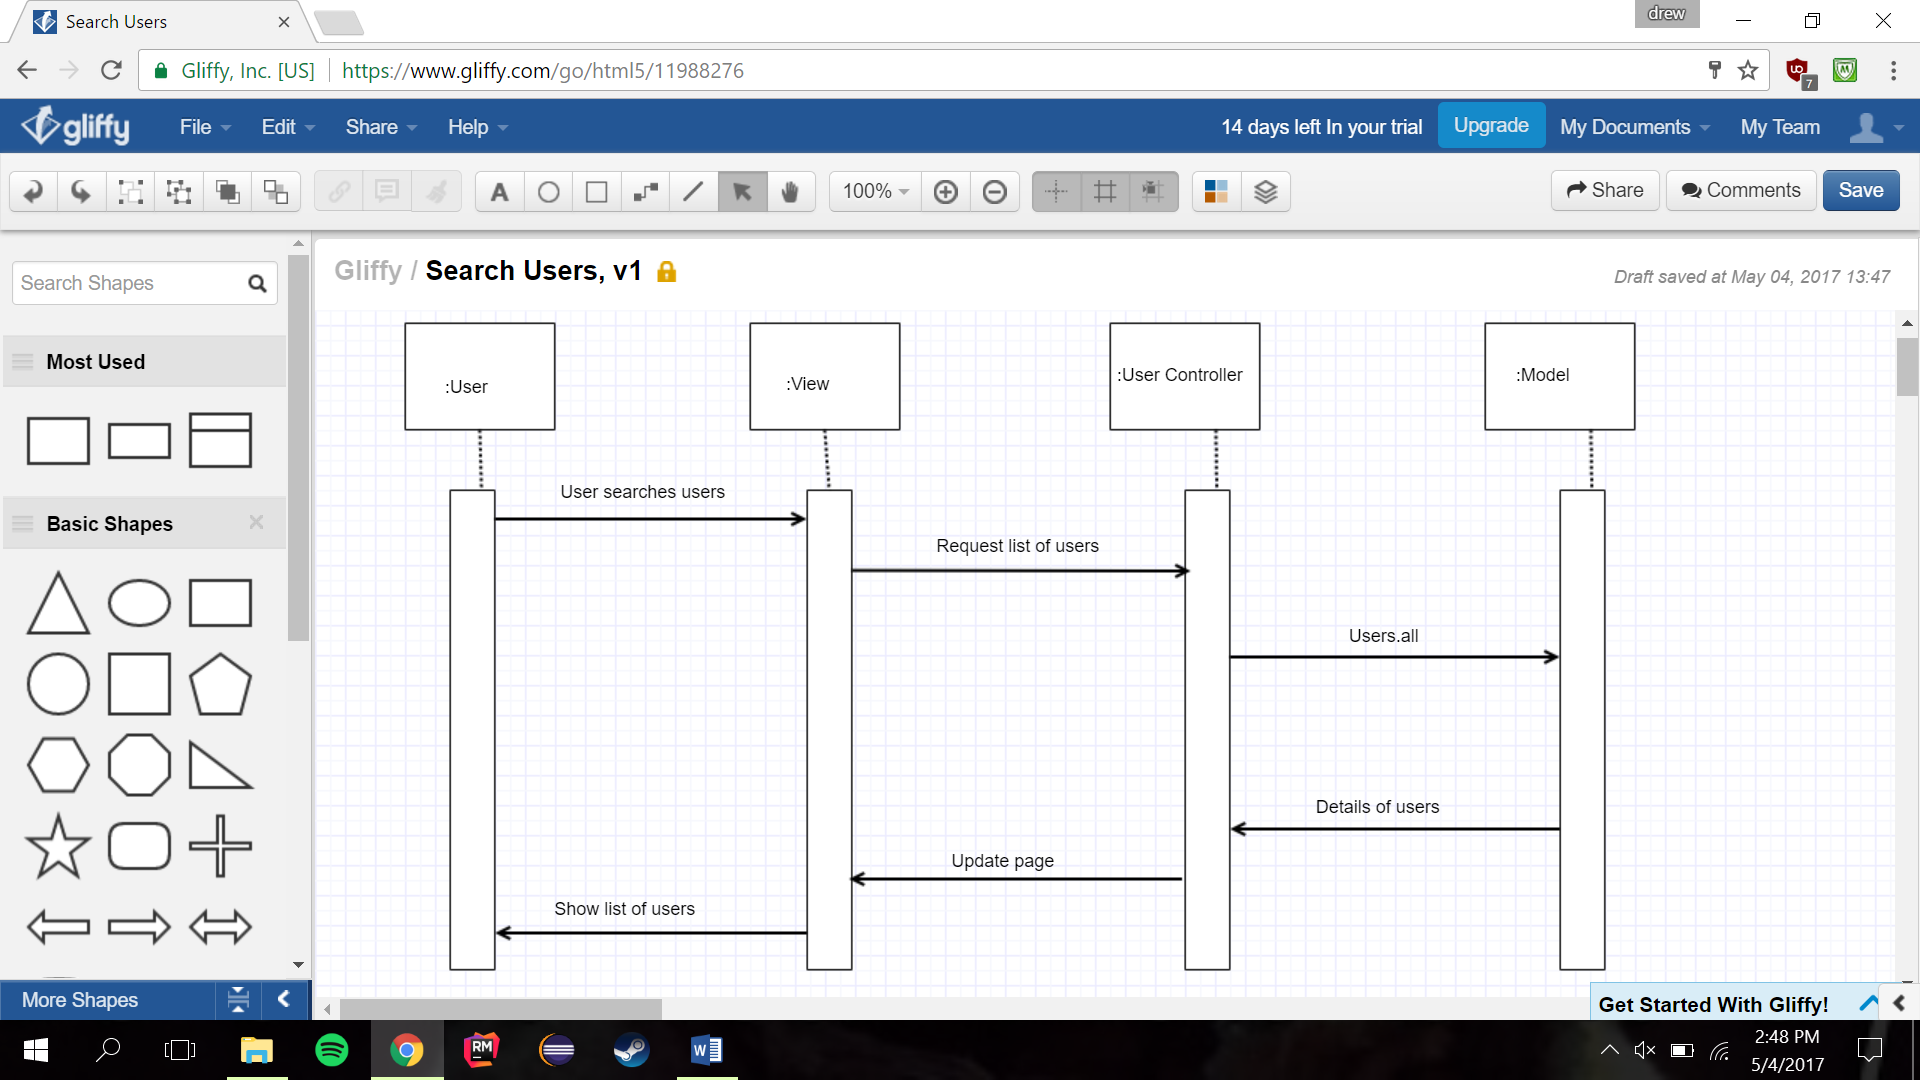 Search Users
drew
Gliffy, Inc. [US]
https://www.gliffy.com/go/html5/11988276
7
gliffy
File
Edit
Share
Help
14 days left In your trial
Upgrade
My Documents
My Team
A
100%
Share
Comments
Save
Search Shapes
Gliffy / Search Users, v1
Draft saved at May 04, 2017 13:47
Most Used
Basic Shapes
:User
:View
:User Controller
:Model
User searches users
Request list of users
Users.all
Details of users
Update page
Show list of users
More Shapes
Get Started With Gliffy!
RM
W
2:48 PM
5/4/2017